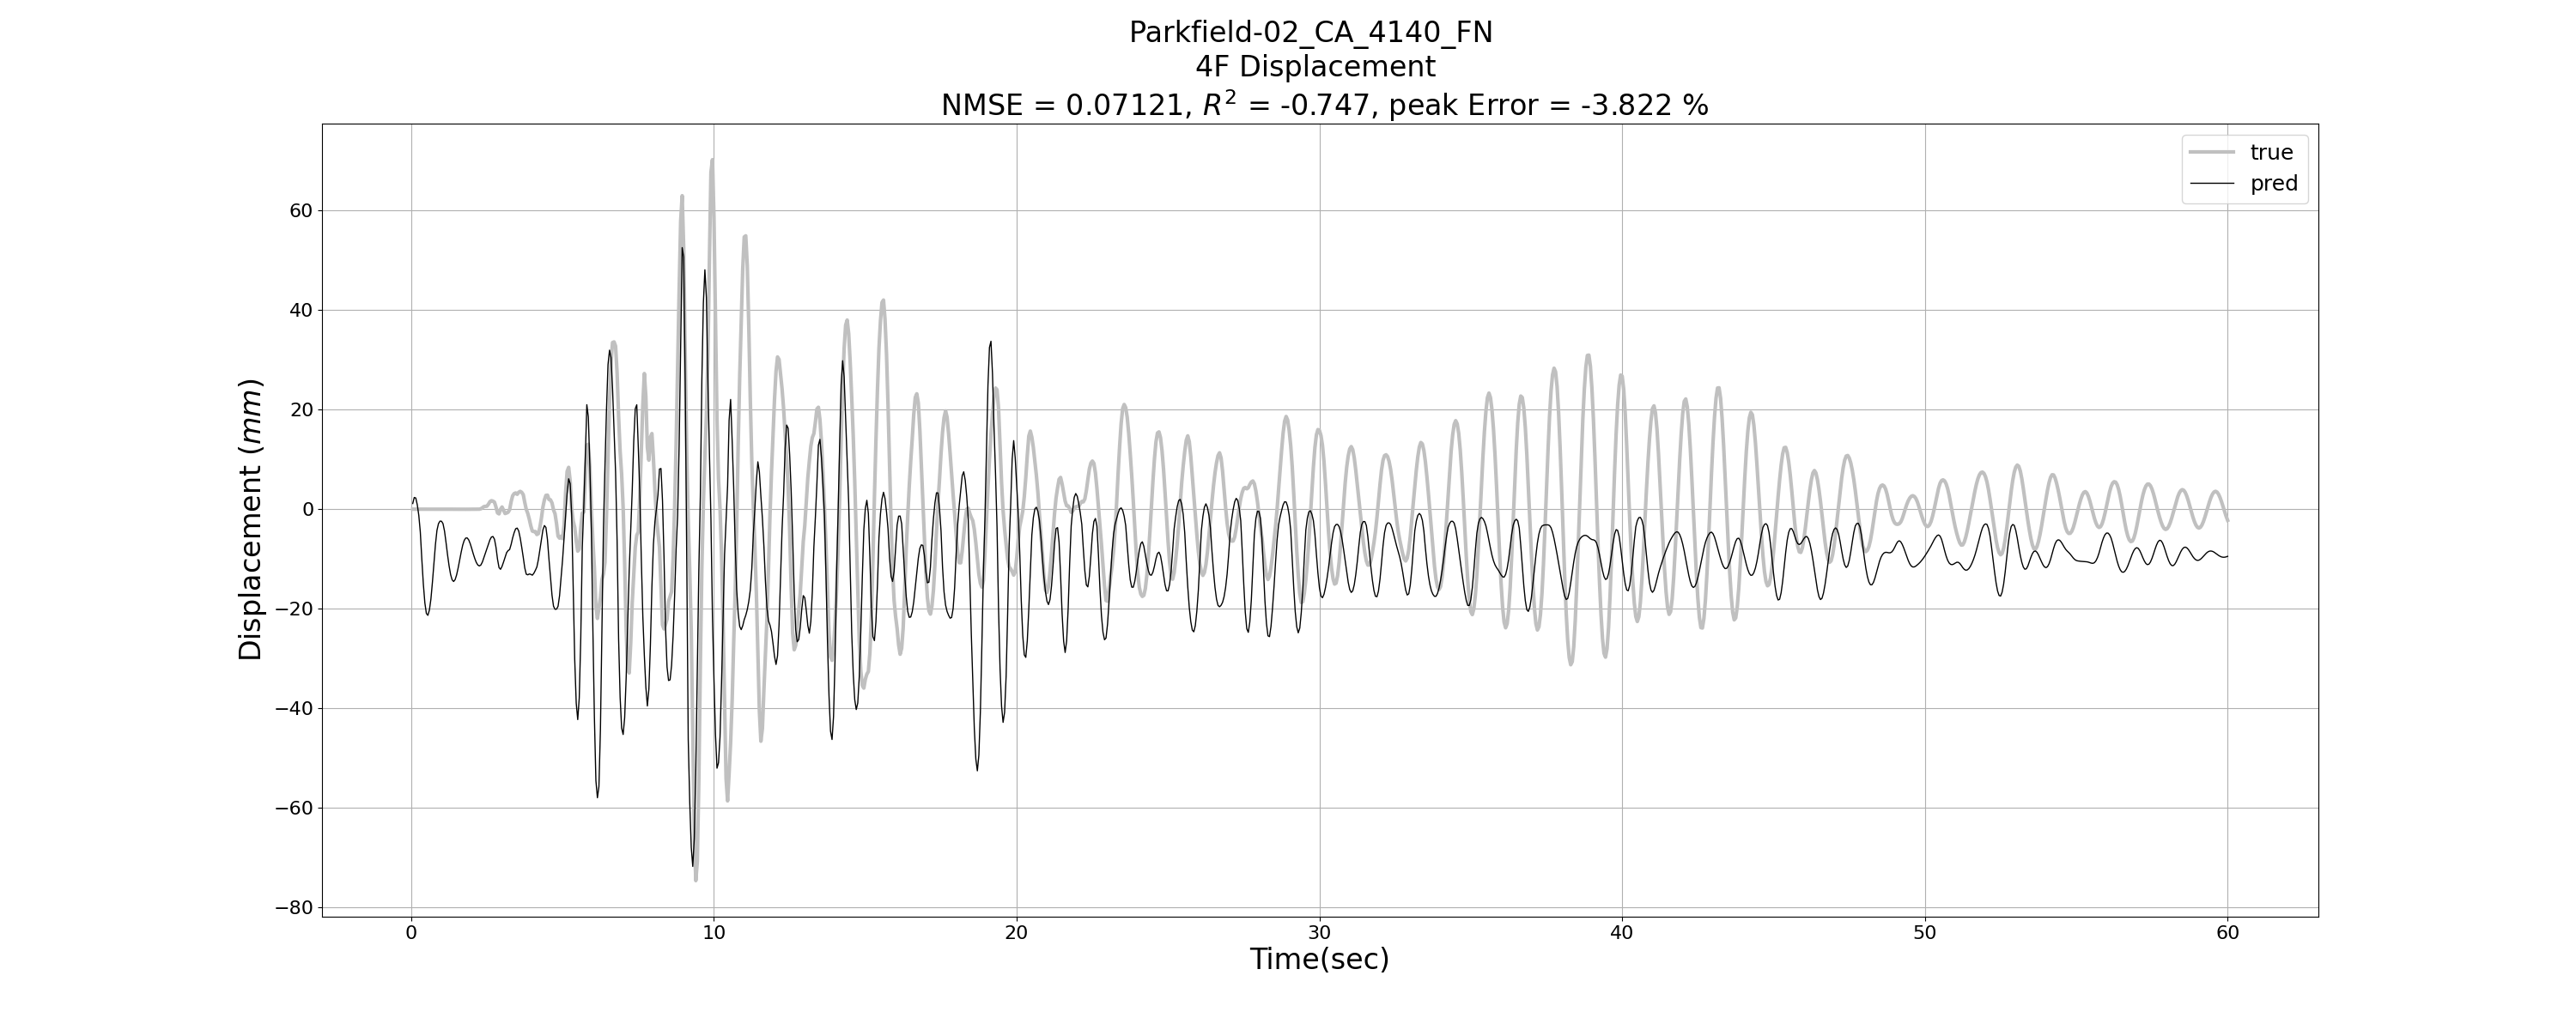 Parkfield-02_CA_4140_FN
4F Displacement
NMSE = 0.07121, R² = -0.747, peak Error = -3.822 %
true
pred
60
40
20
0
−20
−40
−60
−80
Displacement (mm)
0 10 20 30 40 50 60
Time(sec)